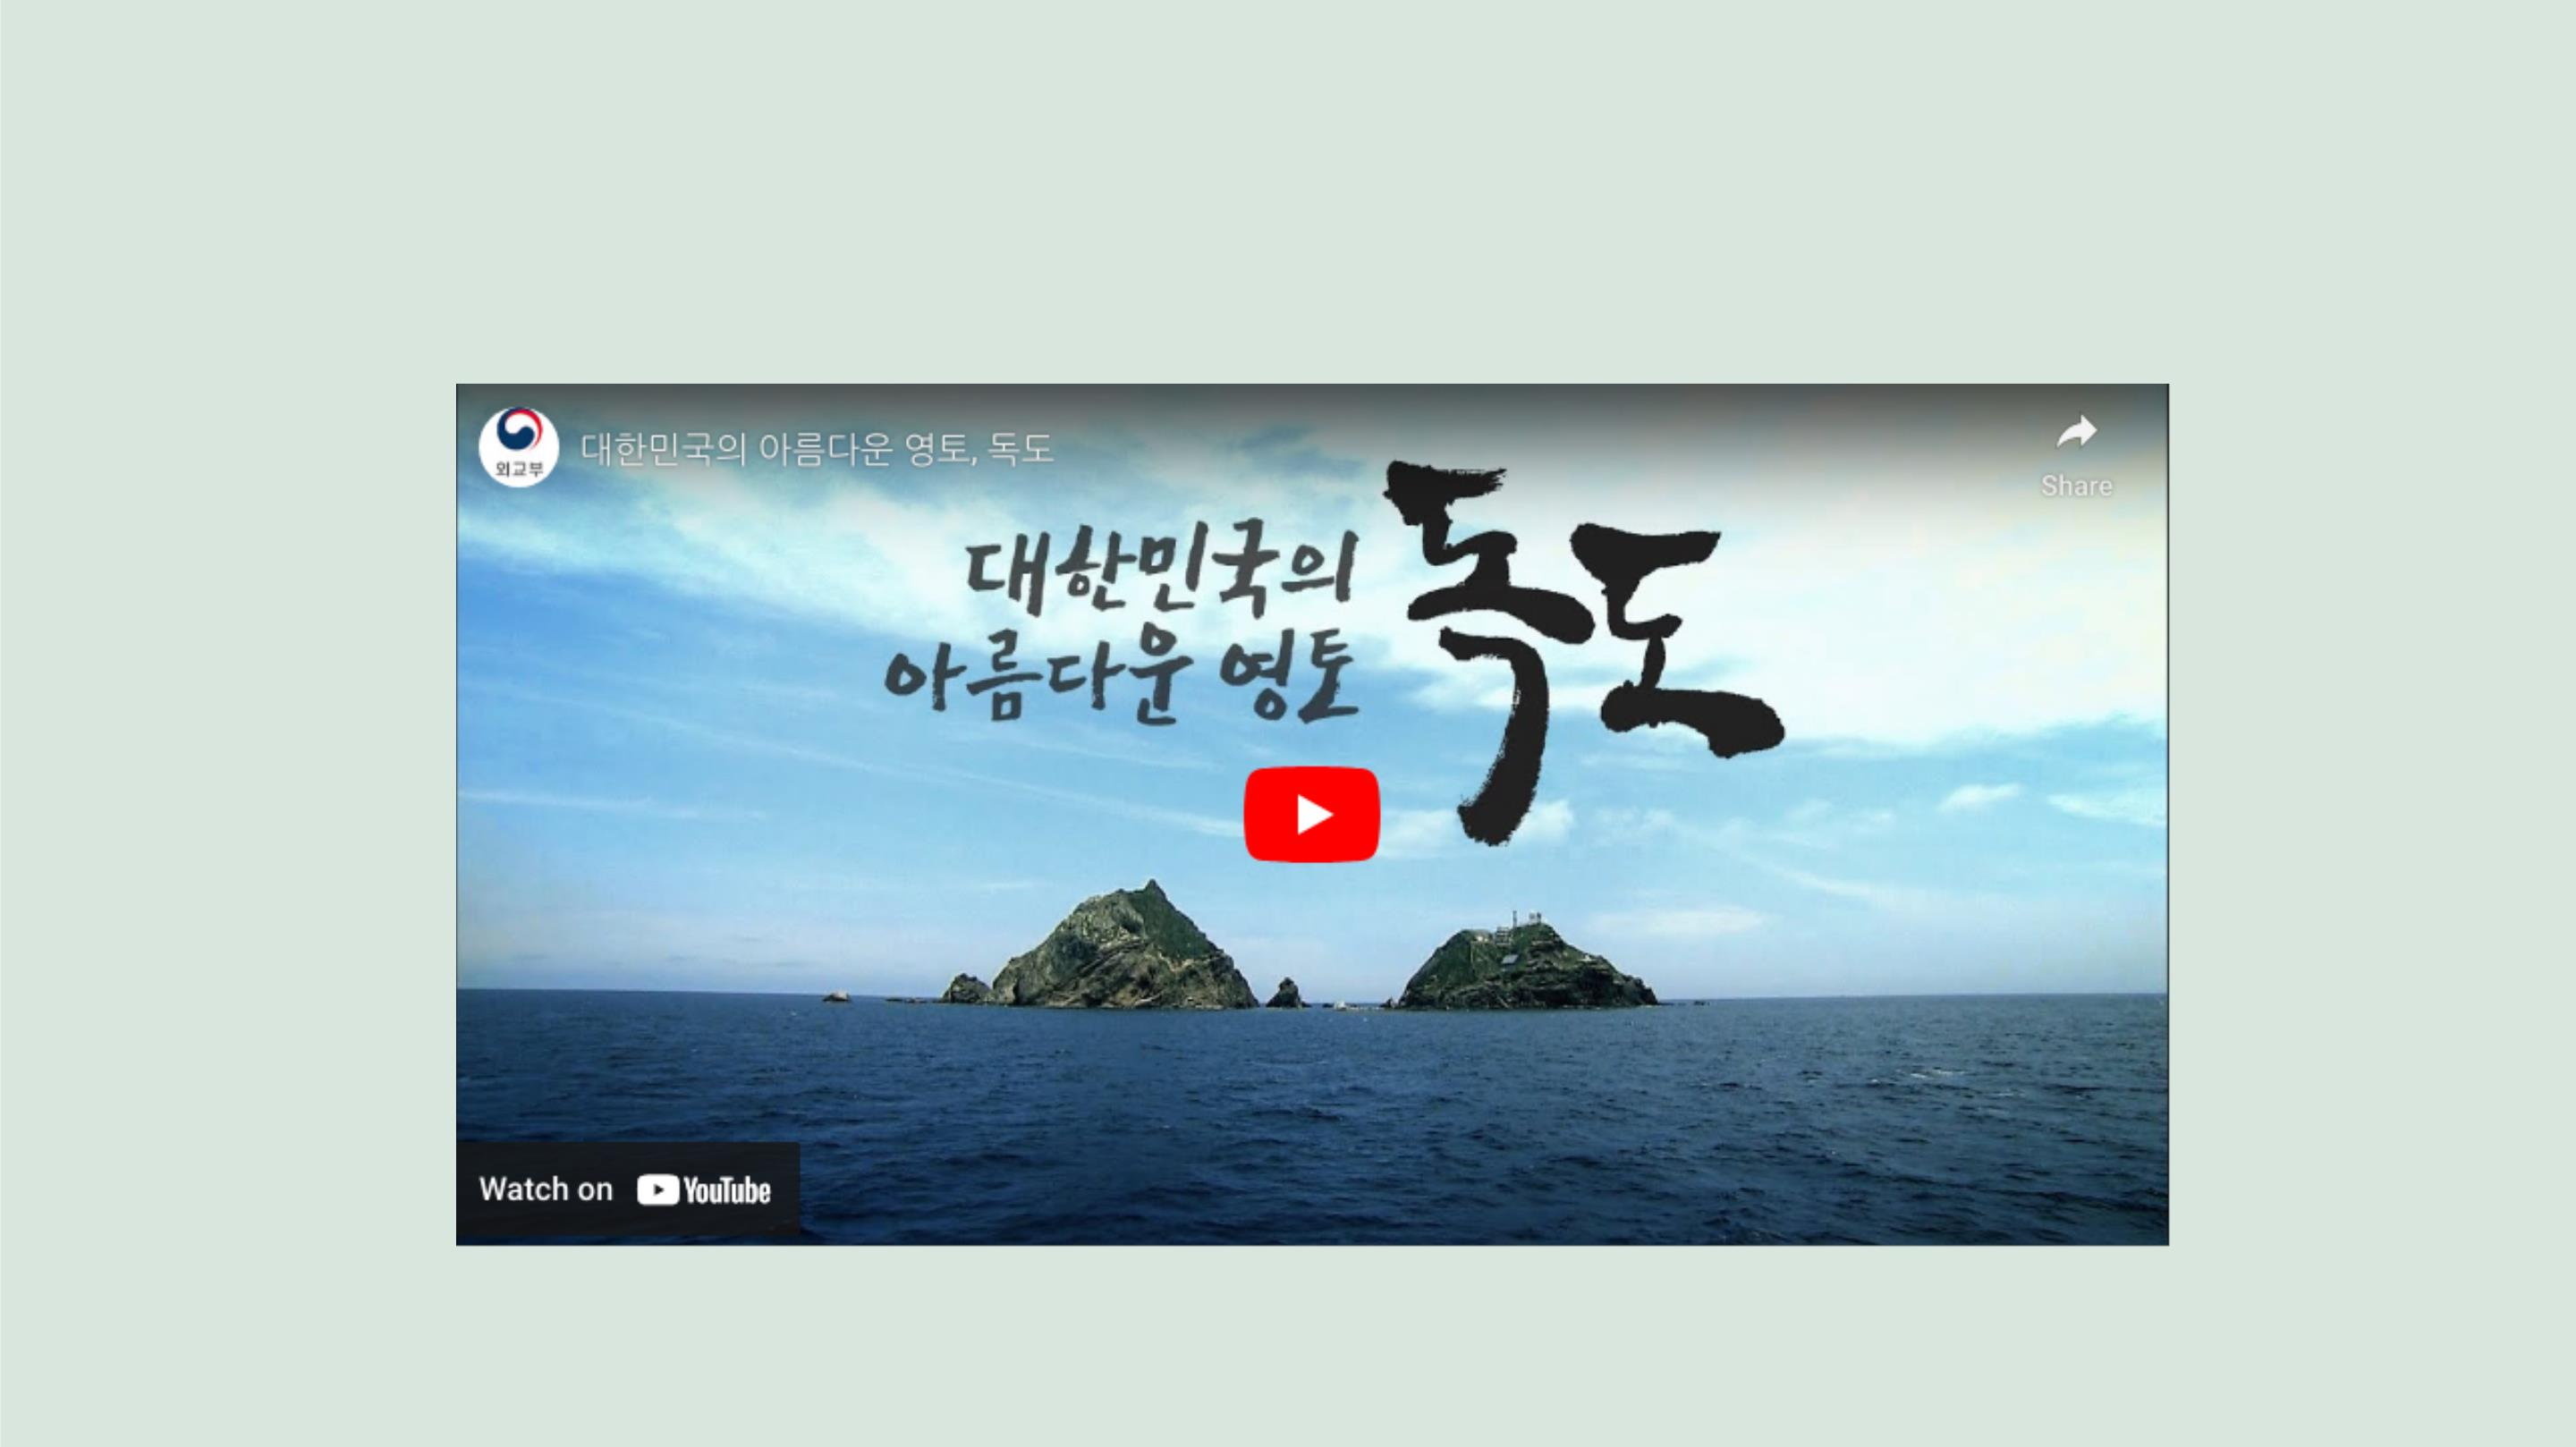 외교부
대한민국의 아름다운 영토, 독도
Share
대한민국의
아름다운 영토
독도
Watch on YouTube